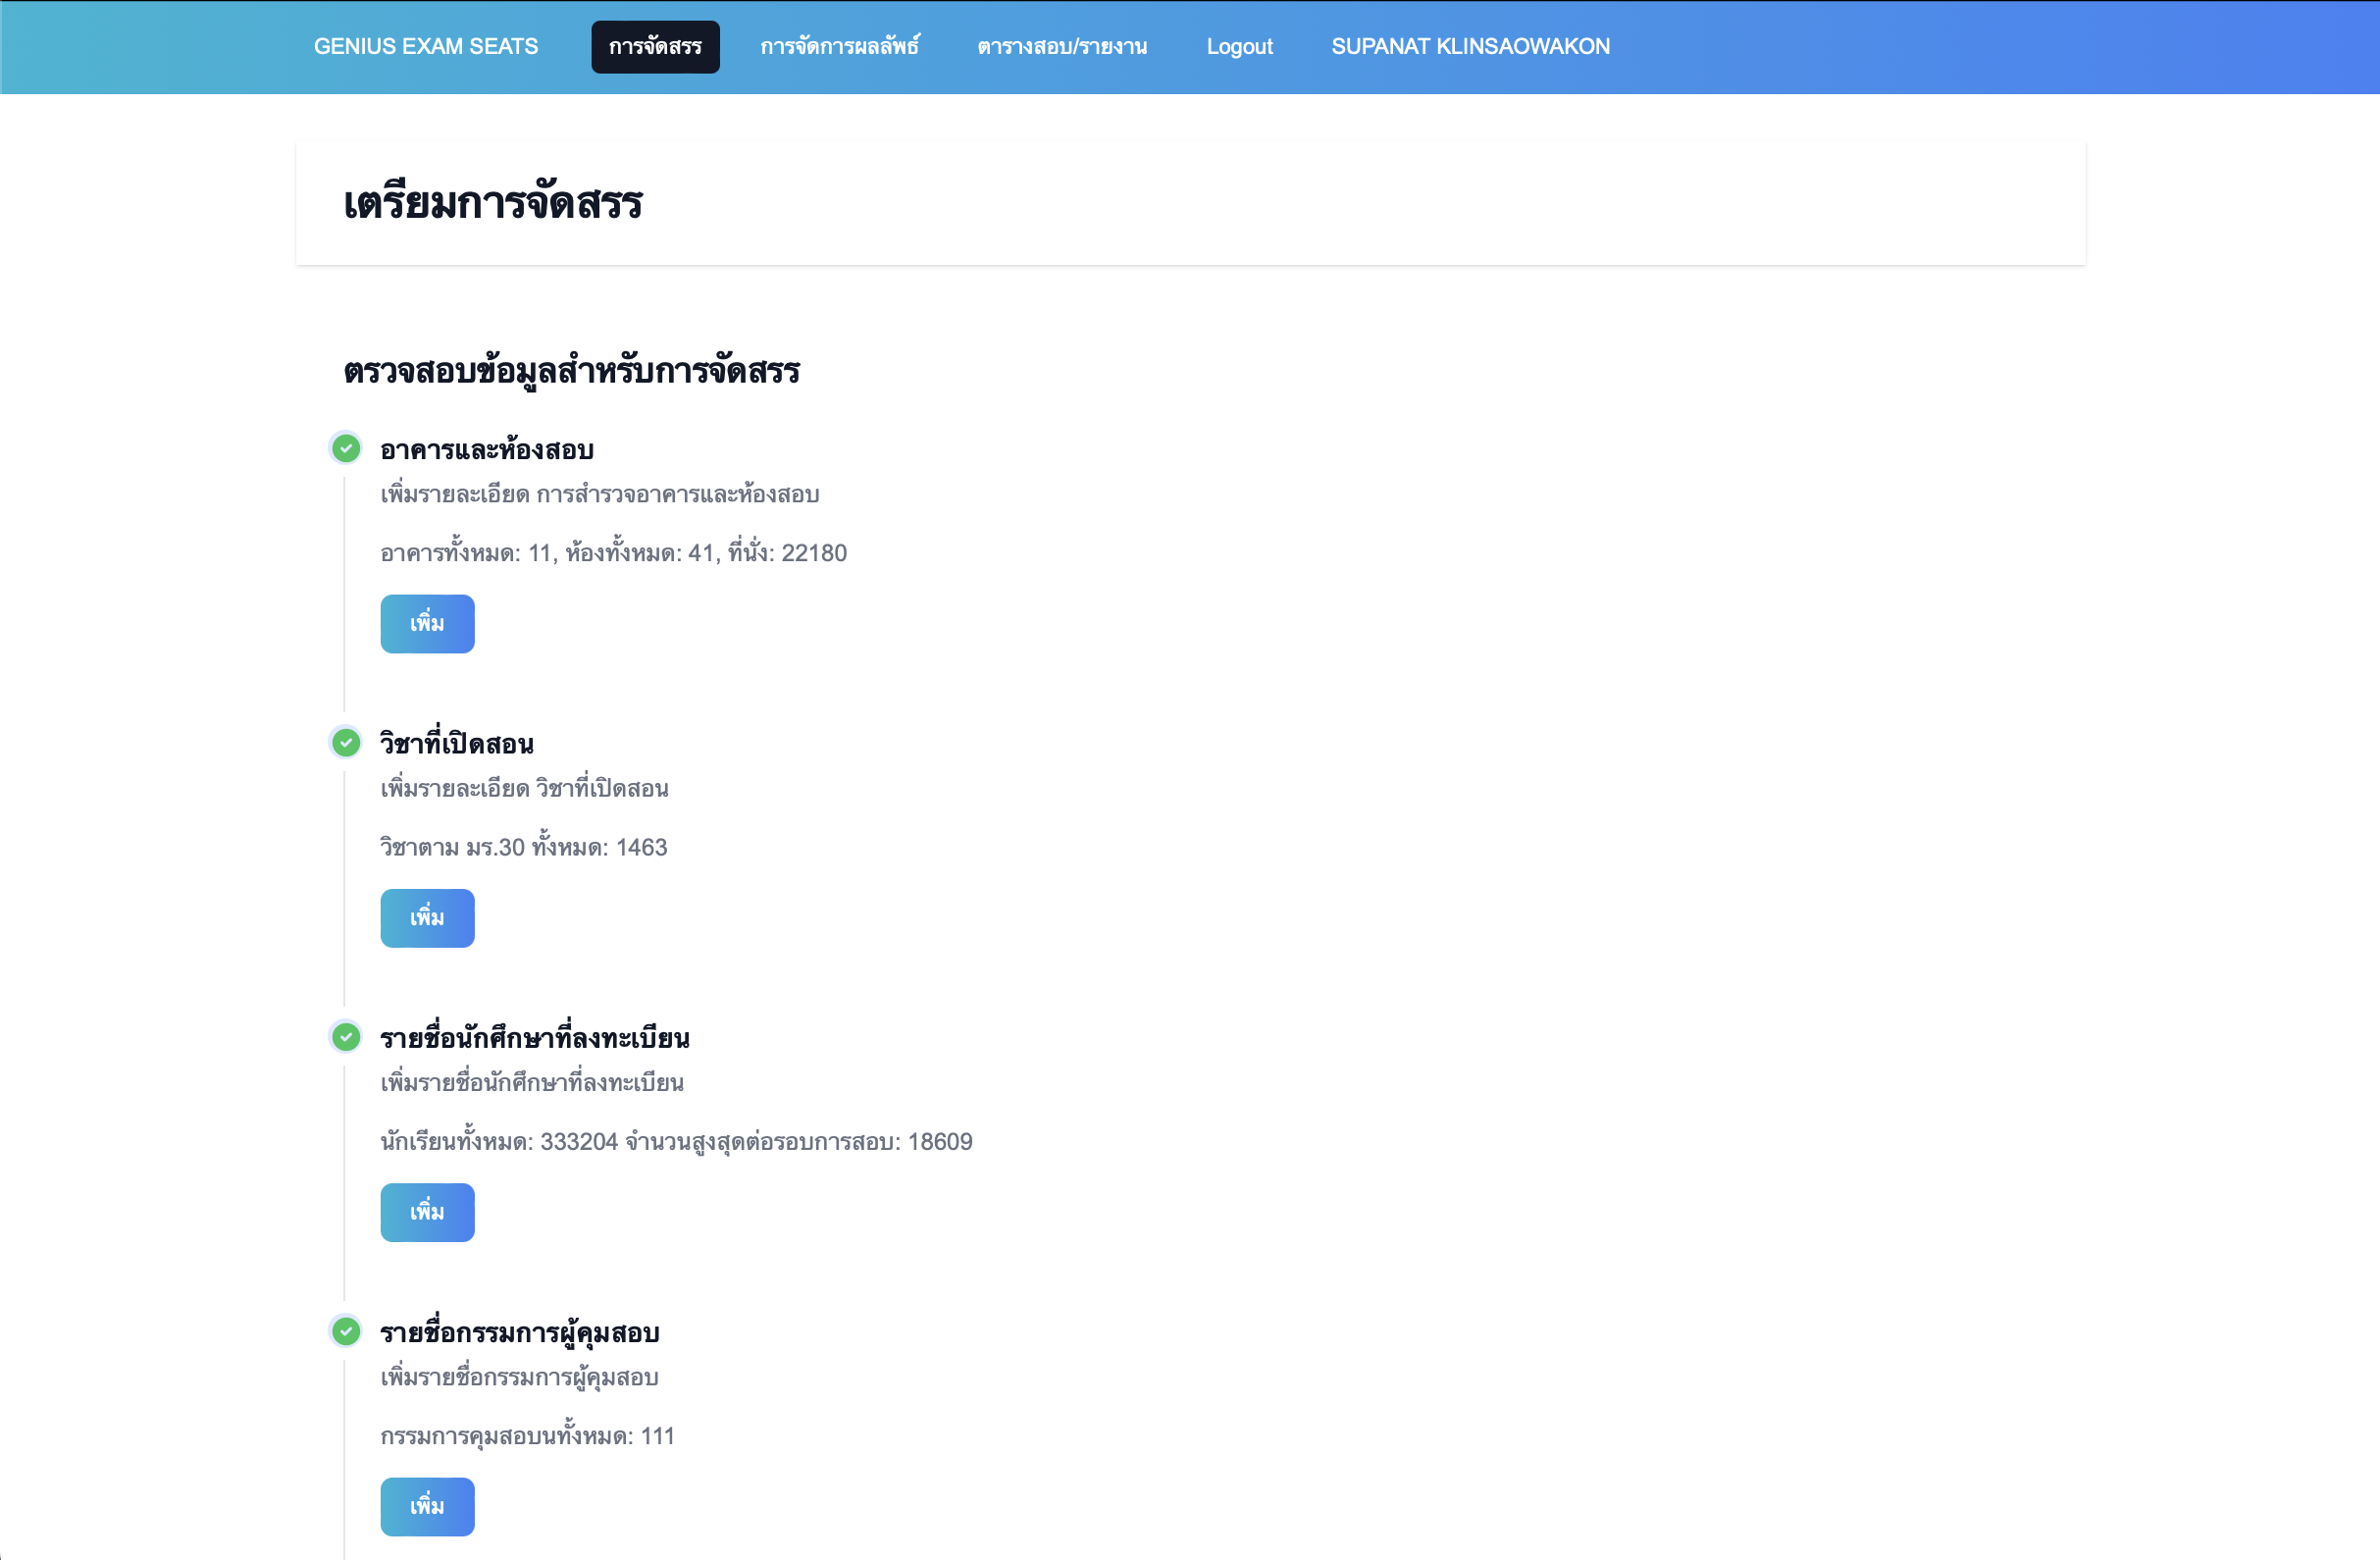 GENIUS EXAM SEATS การจัดสรร การจัดการผลลัพธ์ ตารางสอบ/รายงาน Logout SUPANAT KLINSAOWAKON
เตรียมการจัดสรร
ตรวจสอบข้อมูลสำหรับการจัดสรร
อาคารและห้องสอบ
เพิ่มรายละเอียด การสำรวจอาคารและห้องสอบ
อาคารทั้งหมด: 11, ห้องทั้งหมด: 41, ที่นั่ง: 22180
เพิ่ม
วิชาที่เปิดสอน
เพิ่มรายละเอียด วิชาที่เปิดสอน
วิชาตาม มร.30 ทั้งหมด: 1463
เพิ่ม
รายชื่อนักศึกษาที่ลงทะเบียน
เพิ่มรายชื่อนักศึกษาที่ลงทะเบียน
นักเรียนทั้งหมด: 333204 จำนวนสูงสุดต่อรอบการสอบ: 18609
เพิ่ม
รายชื่อกรรมการผู้คุมสอบ
เพิ่มรายชื่อกรรมการผู้คุมสอบ
กรรมการคุมสอบนทั้งหมด: 111
เพิ่ม